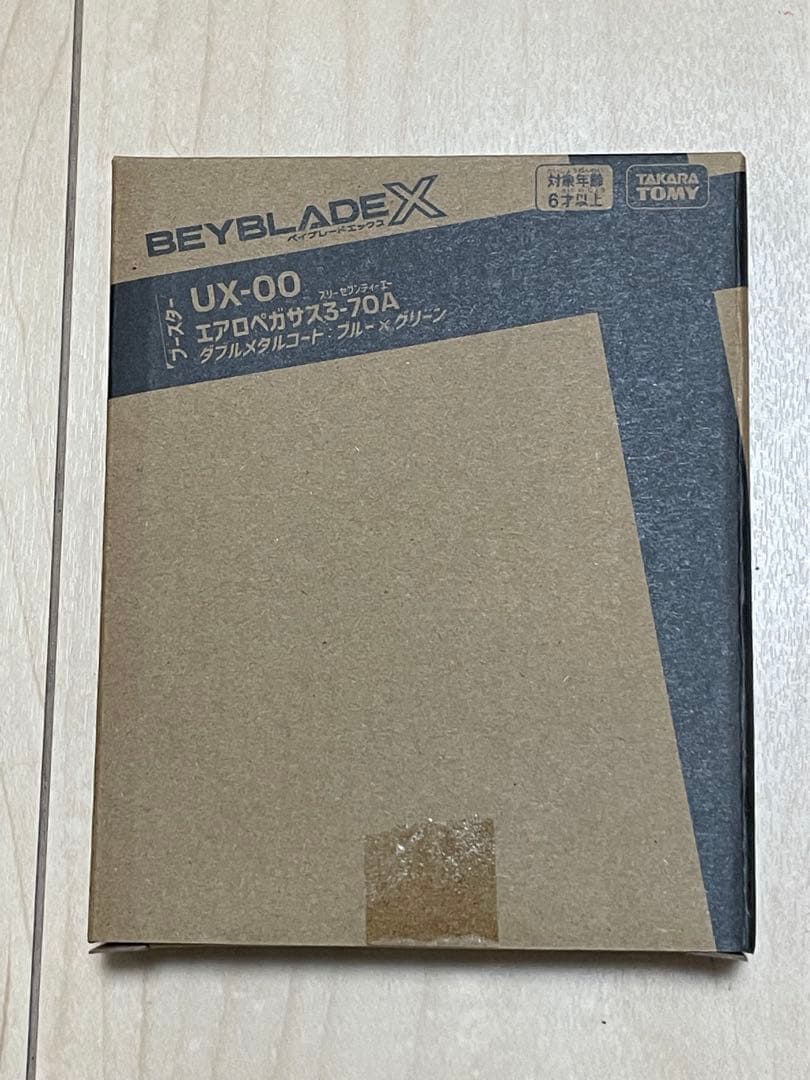 BEYBLADE X
ベイブレードエックス
対象年齢
6才以上
TAKARA
TOMY
ブースター
UX-00
スリーセブンティーエー
エアロペガサス3-70A
ダブルメタルコート:ブルー×グリーン